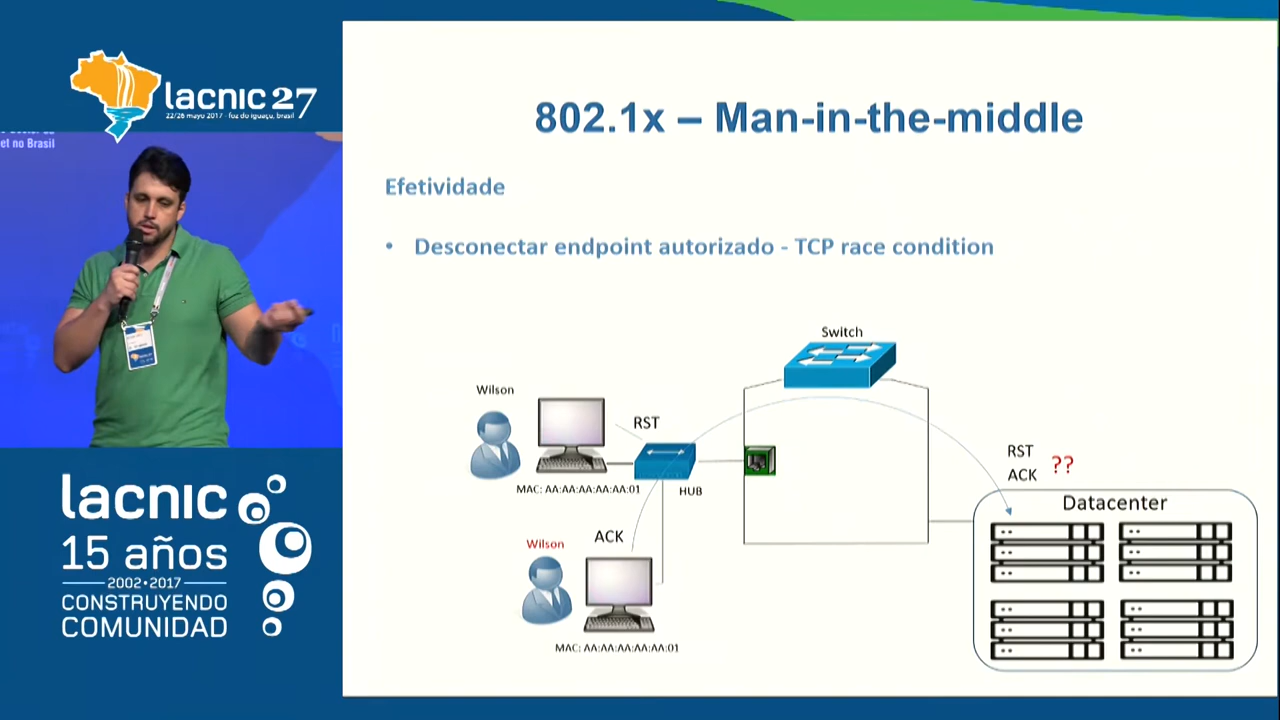 lacnic 27
22/26 mayo 2017 - foz do iguaçu, brasil
et no Brasil
lacnic
15 años
2002•2017
CONSTRUYENDO
COMUNIDAD
802.1x – Man-in-the-middle
Efetividade
• Desconectar endpoint autorizado - TCP race condition
Switch
Wilson
RST
MAC: AA:AA:AA:AA:AA:01
HUB
RST
ACK
??
Datacenter
Wilson
ACK
MAC: AA:AA:AA:AA:AA:01